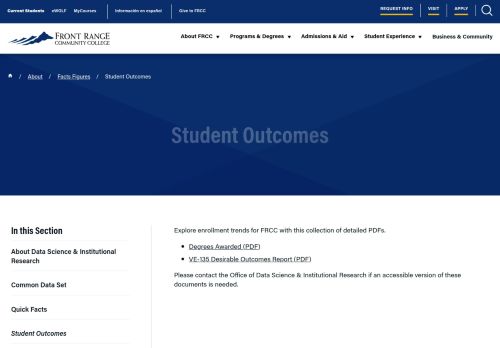 Current Students eWOLF MyCourses Información en español Give to FRCC REQUEST INFO VISIT APPLY
FRONT RANGE
COMMUNITY COLLEGE
About FRCC Programs & Degrees Admissions & Aid Student Experience Business & Community
/ About / Facts Figures / Student Outcomes
Student Outcomes
In this Section
About Data Science & Institutional
Research
Common Data Set
Quick Facts
Student Outcomes
Explore enrollment trends for FRCC with this collection of detailed PDFs.
• Degrees Awarded (PDF)
• VE-135 Desirable Outcomes Report (PDF)
Please contact the Office of Data Science & Institutional Research if an accessible version of these
documents is needed.